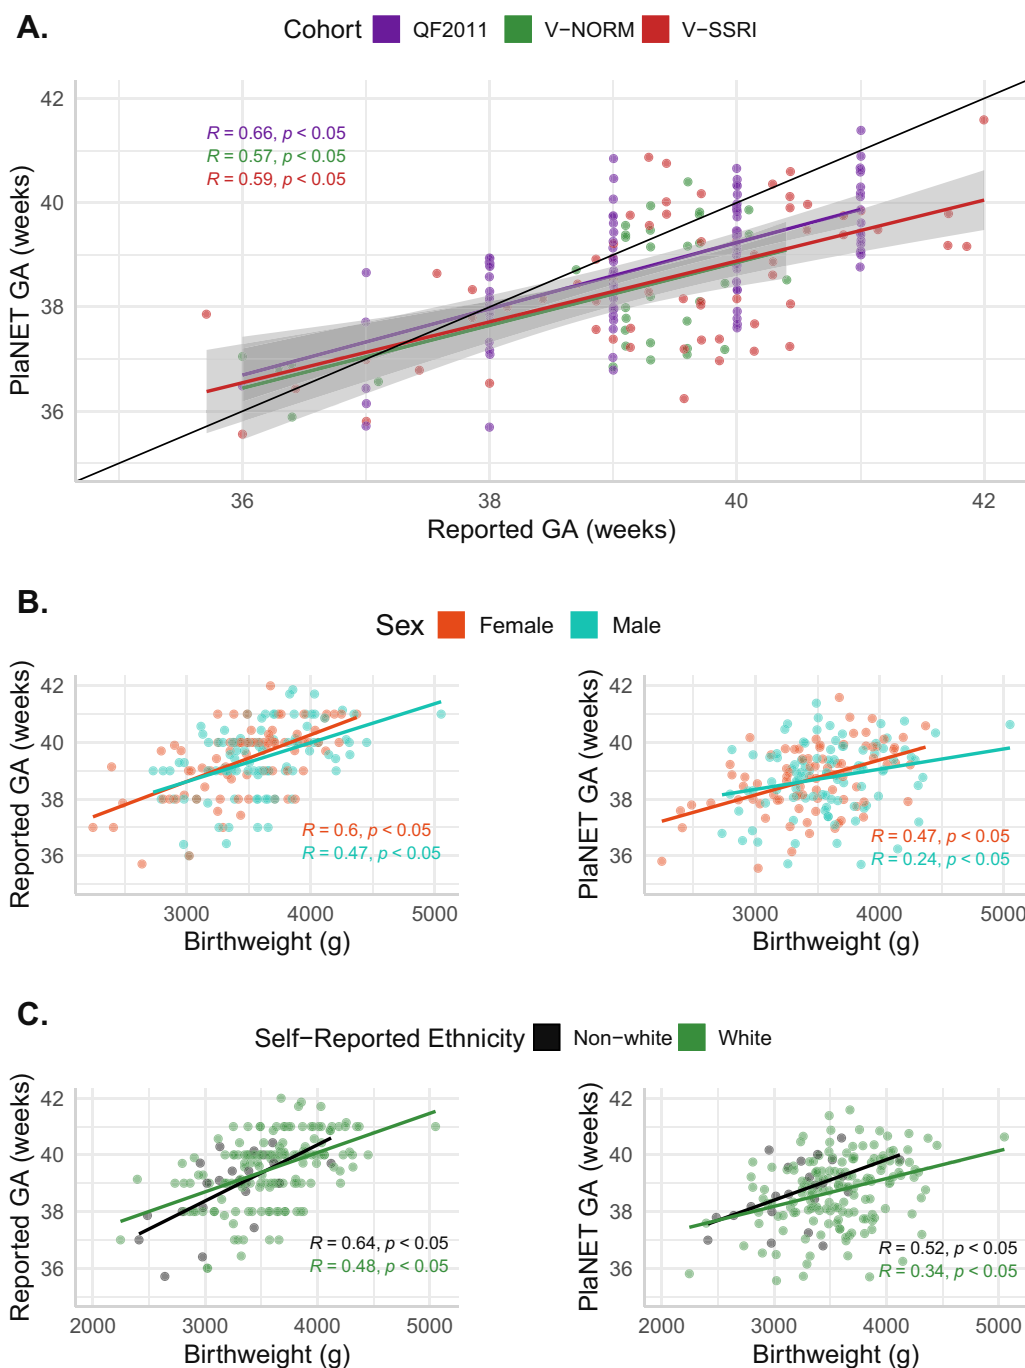 A.
Cohort QF2011 V−NORM V−SSRI
R = 0.66, p < 0.05
R = 0.57, p < 0.05
R = 0.59, p < 0.05
PlaNET GA (weeks)
42
40
38
36
36 38 40 42
Reported GA (weeks)
B.
Sex Female Male
Reported GA (weeks)
42
40
38
36
R = 0.6, p < 0.05
R = 0.47, p < 0.05
3000 4000 5000
Birthweight (g)
PlaNET GA (weeks)
42
40
38
36
R = 0.47, p < 0.05
R = 0.24, p < 0.05
3000 4000 5000
Birthweight (g)
C.
Self−Reported Ethnicity Non−white White
Reported GA (weeks)
42
40
38
36
R = 0.64, p < 0.05
R = 0.48, p < 0.05
2000 3000 4000 5000
Birthweight (g)
PlaNET GA (weeks)
42
40
38
36
R = 0.52, p < 0.05
R = 0.34, p < 0.05
2000 3000 4000 5000
Birthweight (g)